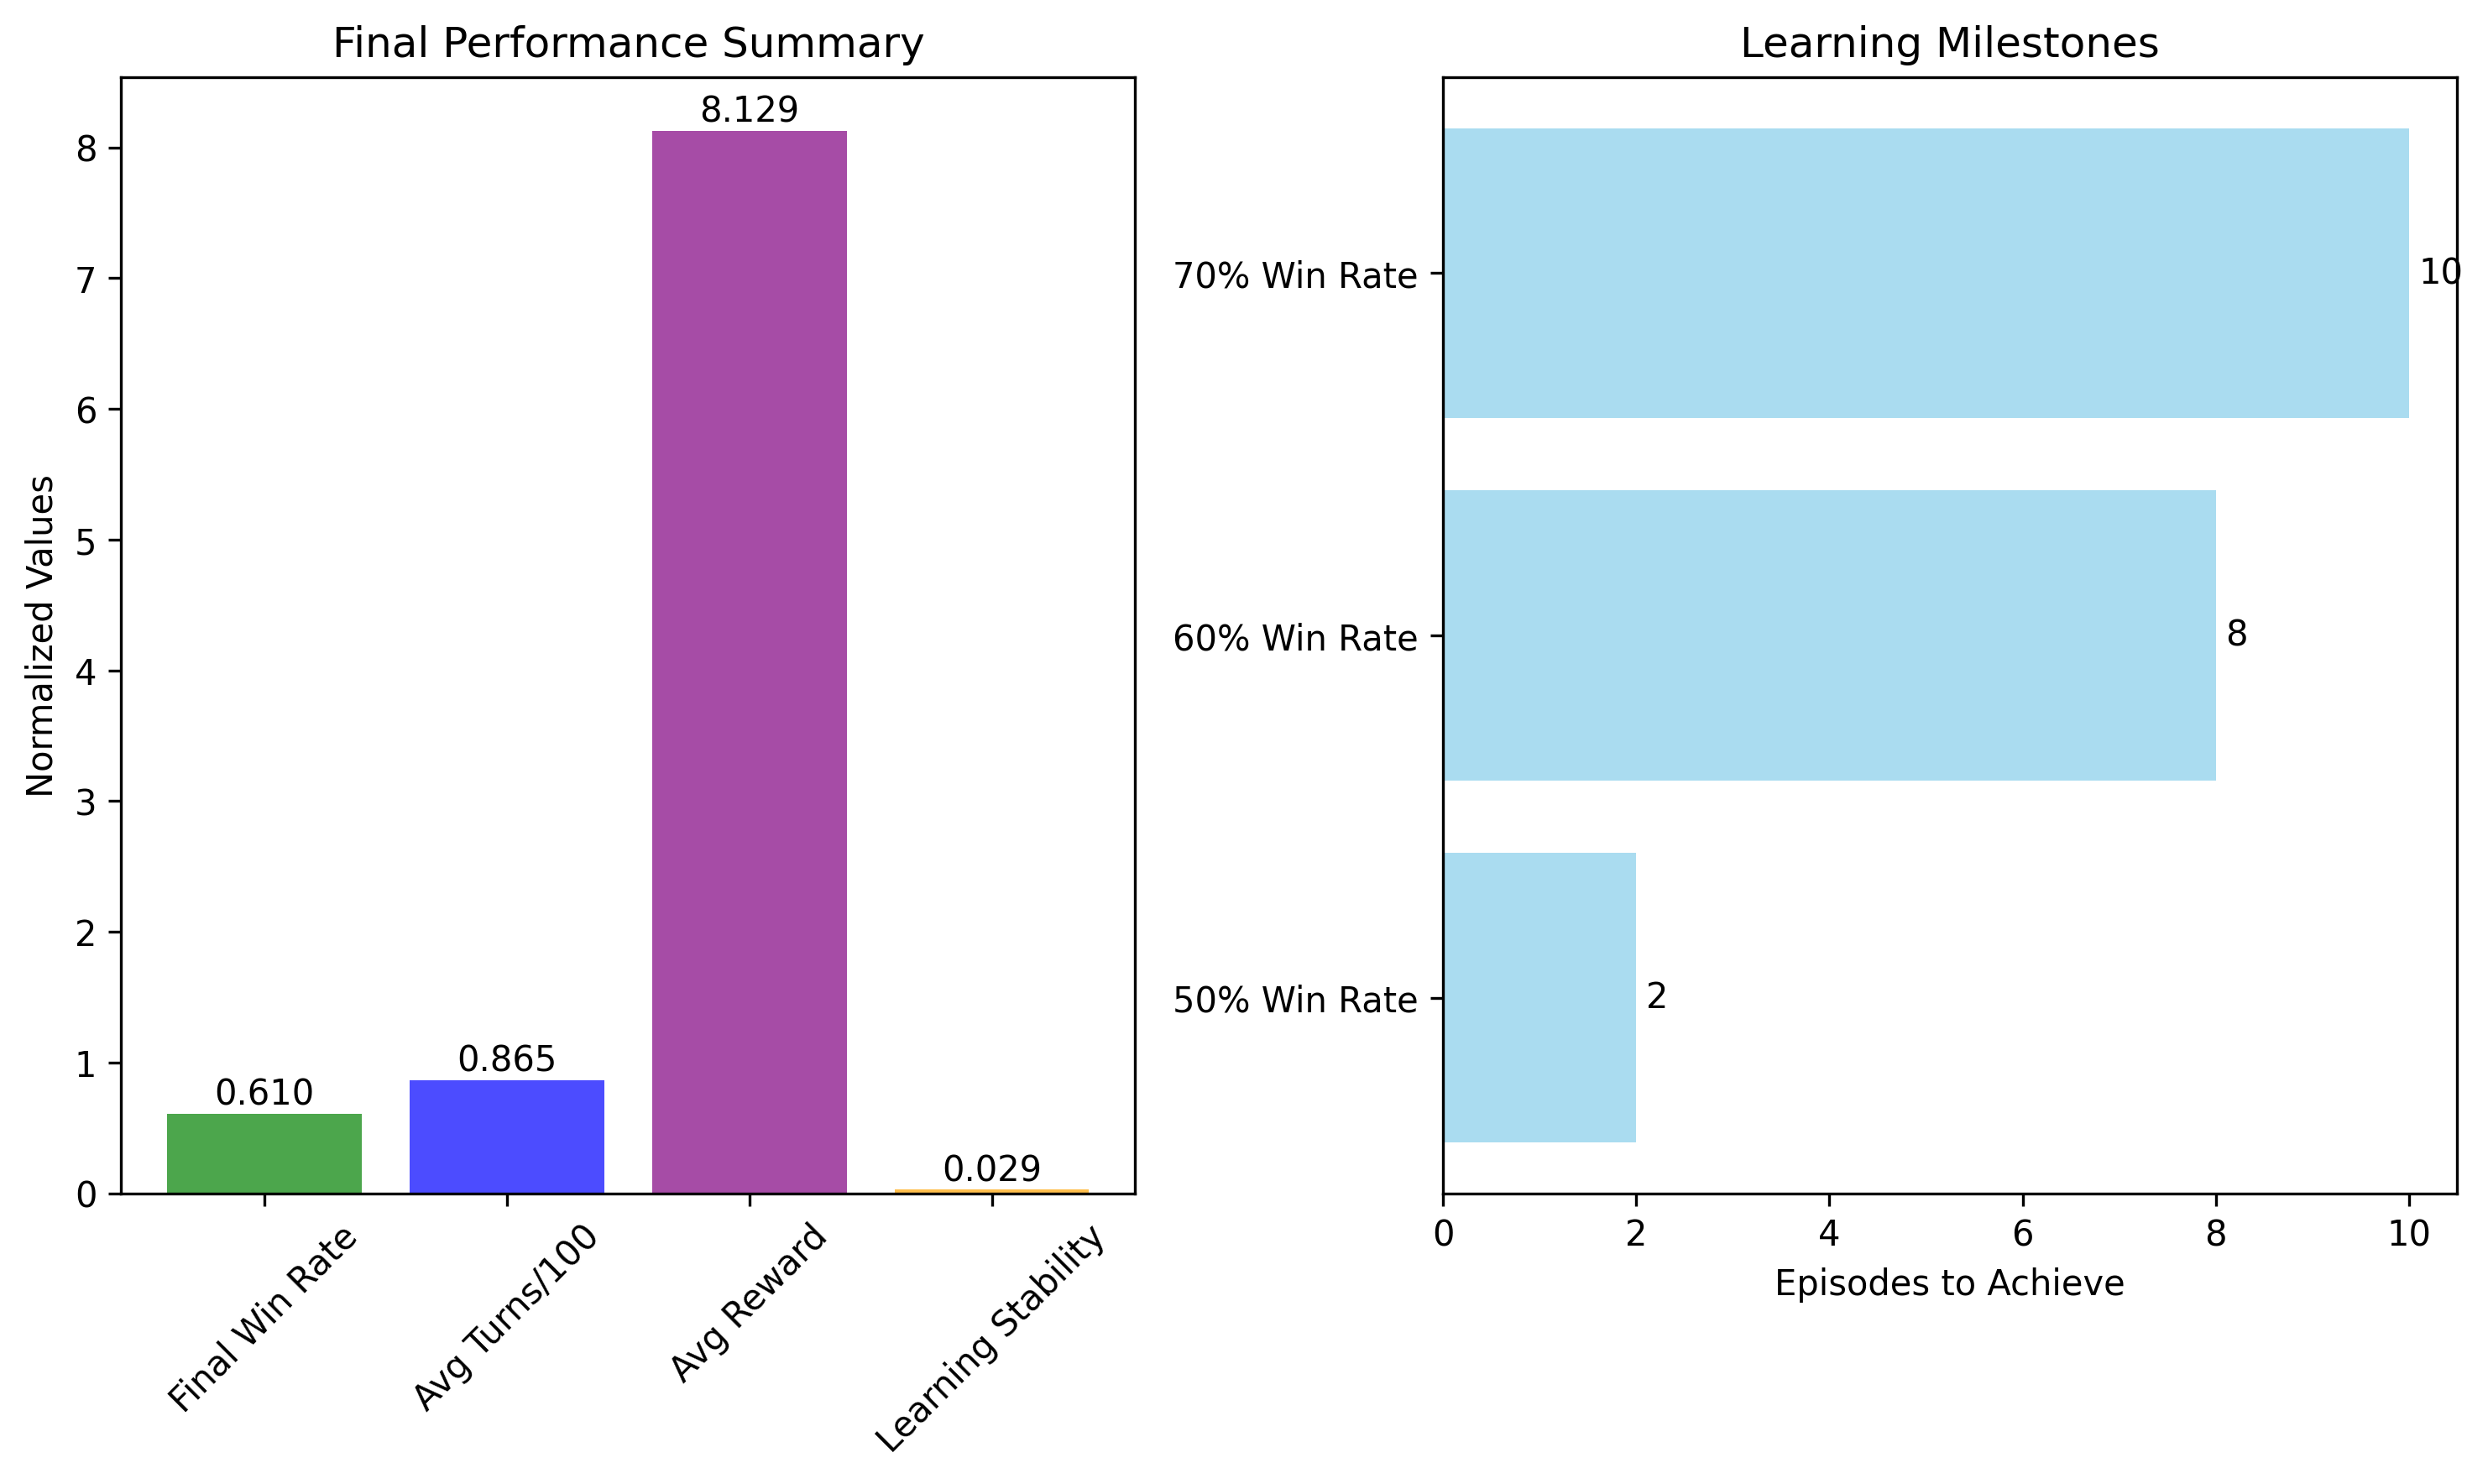 Final Performance Summary
Normalized Values
8
7
6
5
4
3
2
1
0
0.610
0.865
8.129
0.029
Final Win Rate
Avg Turns/100
Avg Reward
Learning Stability
Learning Milestones
70% Win Rate
60% Win Rate
50% Win Rate
10
8
2
0 2 4 6 8 10
Episodes to Achieve